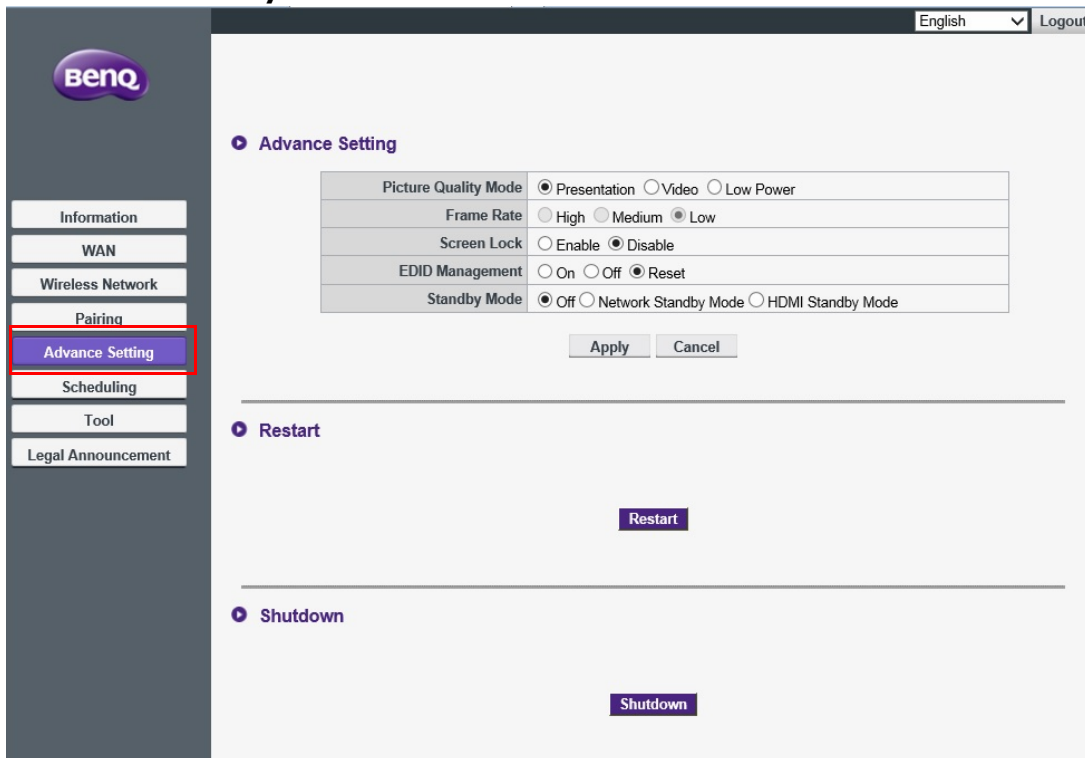 English Logout
BenQ
Advance Setting
Picture Quality Mode Presentation Video Low Power
Frame Rate High Medium Low
Screen Lock Enable Disable
EDID Management On Off Reset
Standby Mode Off Network Standby Mode HDMI Standby Mode
Apply Cancel
Information
WAN
Wireless Network
Pairing
Advance Setting
Scheduling
Tool
Legal Announcement
Restart
Restart
Shutdown
Shutdown